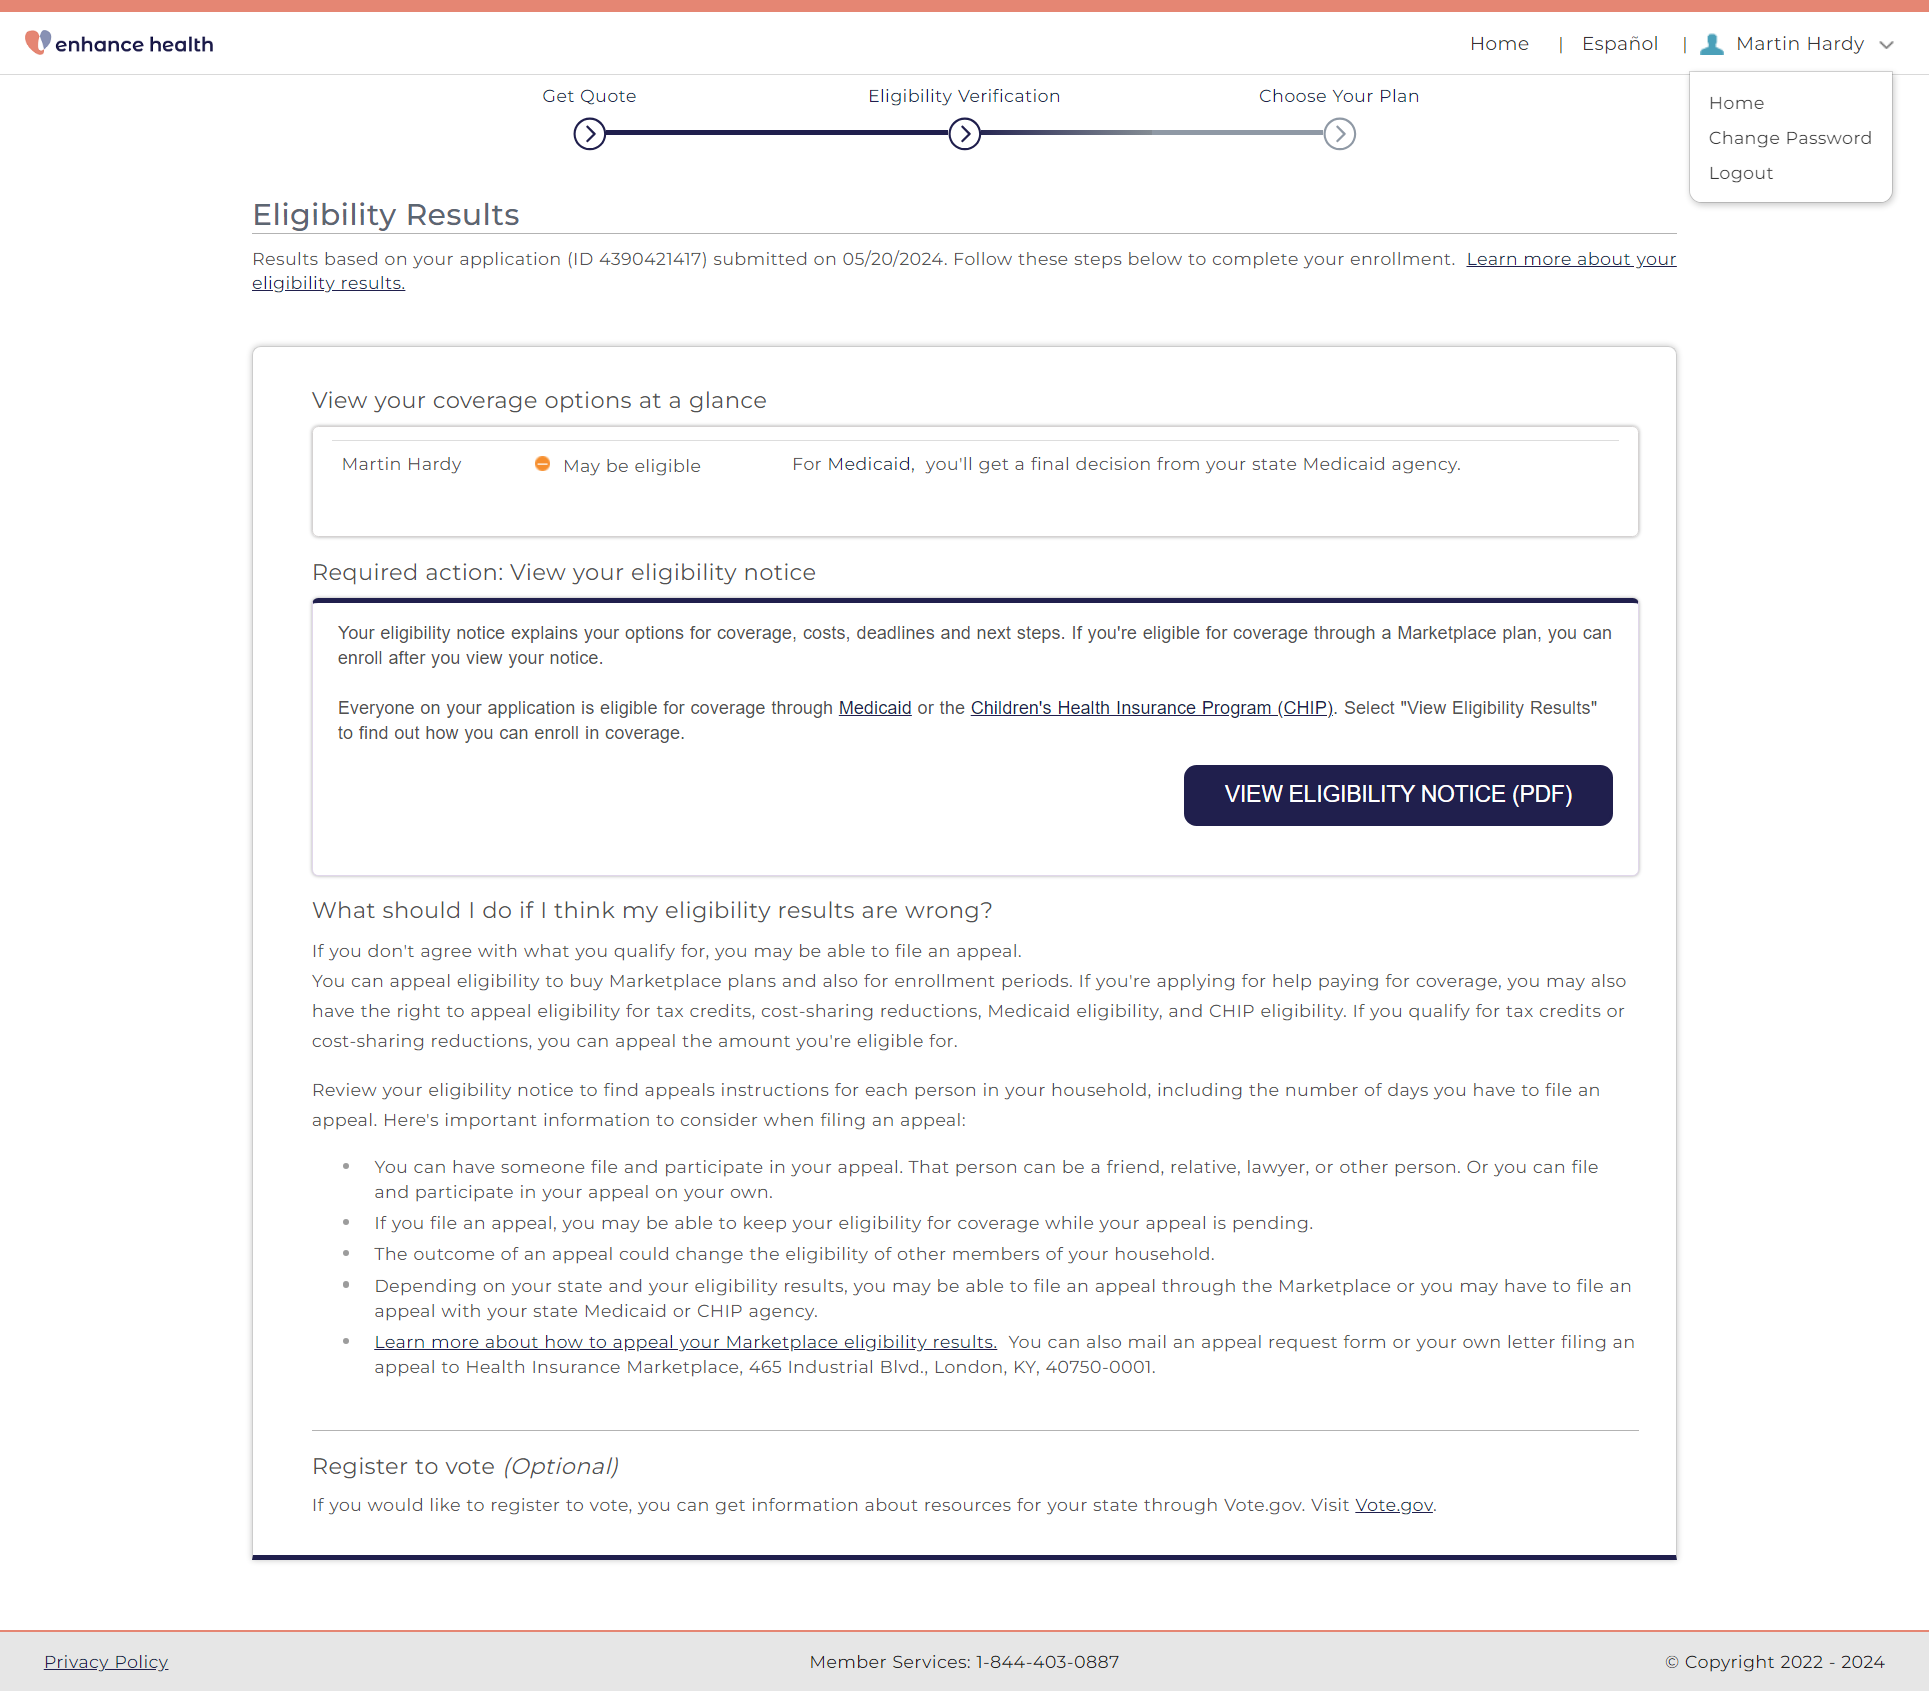 enhance health
Home | Español | Martin Hardy
Home
Change Password
Logout
Get Quote
Eligibility Verification
Choose Your Plan
Eligibility Results
Results based on your application (ID 4390421417) submitted on 05/20/2024. Follow these steps below to complete your enrollment. Learn more about your
eligibility results.
View your coverage options at a glance
Martin Hardy May be eligible For Medicaid, you'll get a final decision from your state Medicaid agency.
Required action: View your eligibility notice
Your eligibility notice explains your options for coverage, costs, deadlines and next steps. If you're eligible for coverage through a Marketplace plan, you can
enroll after you view your notice.
Everyone on your application is eligible for coverage through Medicaid or the Children's Health Insurance Program (CHIP). Select "View Eligibility Results"
to find out how you can enroll in coverage.
VIEW ELIGIBILITY NOTICE (PDF)
What should I do if I think my eligibility results are wrong?
If you don't agree with what you qualify for, you may be able to file an appeal.
You can appeal eligibility to buy Marketplace plans and also for enrollment periods. If you're applying for help paying for coverage, you may also
have the right to appeal eligibility for tax credits, cost-sharing reductions, Medicaid eligibility, and CHIP eligibility. If you qualify for tax credits or
cost-sharing reductions, you can appeal the amount you're eligible for.
Review your eligibility notice to find appeals instructions for each person in your household, including the number of days you have to file an
appeal. Here's important information to consider when filing an appeal:
• You can have someone file and participate in your appeal. That person can be a friend, relative, lawyer, or other person. Or you can file
and participate in your appeal on your own.
• If you file an appeal, you may be able to keep your eligibility for coverage while your appeal is pending.
• The outcome of an appeal could change the eligibility of other members of your household.
• Depending on your state and your eligibility results, you may be able to file an appeal through the Marketplace or you may have to file an
appeal with your state Medicaid or CHIP agency.
• Learn more about how to appeal your Marketplace eligibility results. You can also mail an appeal request form or your own letter filing an
appeal to Health Insurance Marketplace, 465 Industrial Blvd., London, KY, 40750-0001.
Register to vote (Optional)
If you would like to register to vote, you can get information about resources for your state through Vote.gov. Visit Vote.gov.
Privacy Policy
Member Services: 1-844-403-0887
© Copyright 2022 - 2024